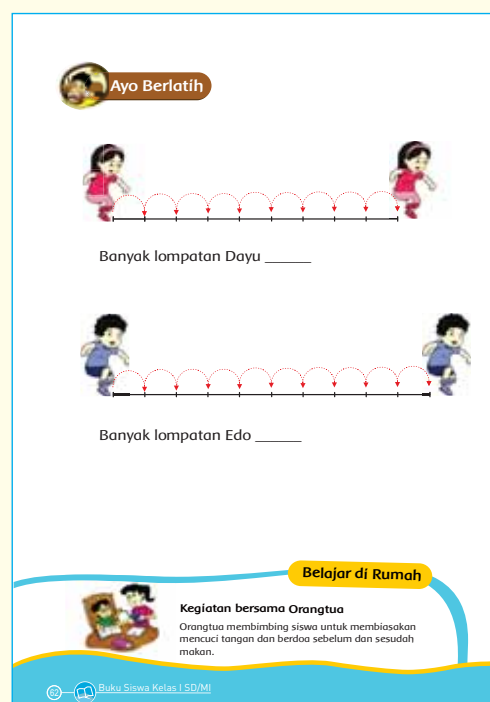 Ayo Berlatih
Banyak lompatan Dayu ______
Banyak lompatan Edo ______
Belajar di Rumah
Kegiatan bersama Orangtua
Orangtua membimbing siswa untuk membiasakan
mencuci tangan dan berdoa sebelum dan sesudah
makan.
62 Buku Siswa Kelas I SD/MI